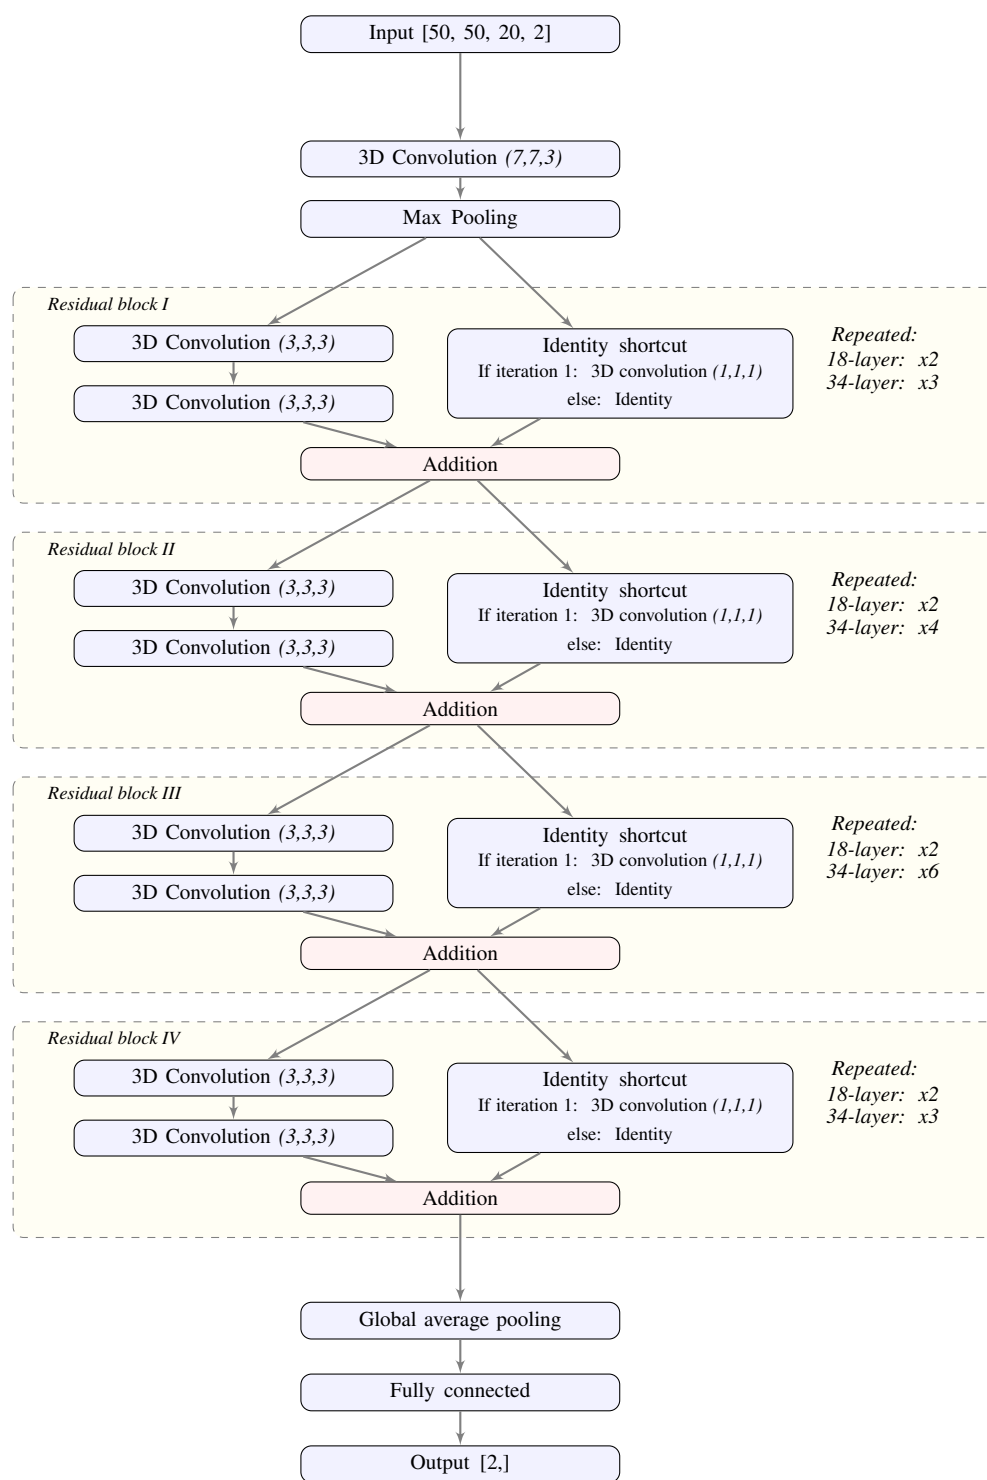 Input [50, 50, 20, 2]
3D Convolution (7,7,3)
Max Pooling
Residual block I
3D Convolution (3,3,3)
3D Convolution (3,3,3)
Identity shortcut
If iteration 1: 3D convolution (1,1,1)
else: Identity
Repeated:
18-layer: x2
34-layer: x3
Addition
Residual block II
3D Convolution (3,3,3)
3D Convolution (3,3,3)
Identity shortcut
If iteration 1: 3D convolution (1,1,1)
else: Identity
Repeated:
18-layer: x2
34-layer: x4
Addition
Residual block III
3D Convolution (3,3,3)
3D Convolution (3,3,3)
Identity shortcut
If iteration 1: 3D convolution (1,1,1)
else: Identity
Repeated:
18-layer: x2
34-layer: x6
Addition
Residual block IV
3D Convolution (3,3,3)
3D Convolution (3,3,3)
Identity shortcut
If iteration 1: 3D convolution (1,1,1)
else: Identity
Repeated:
18-layer: x2
34-layer: x3
Addition
Global average pooling
Fully connected
Output [2,]